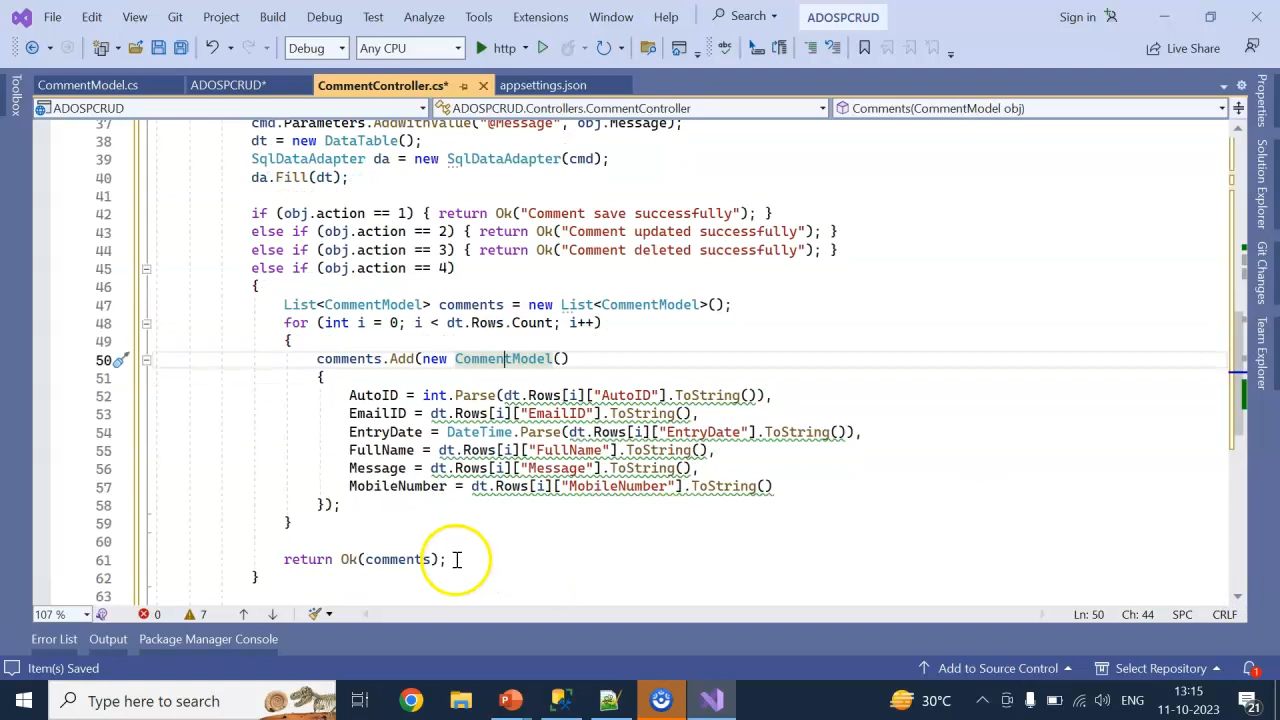 File Edit View Git Project Build Debug Test Analyze Tools Extensions Window Help Search ADOSPCRUD Sign in
Debug Any CPU http Live Share
CommentModel.cs ADOSPCRUD* CommentController.cs* appsettings.json
ADOSPCRUD ADOSPCRUD.Controllers.CommentController Comments(CommentModel obj)
Toolbox
37 cmd.Parameters.AddWithValue("@Message", obj.Message);
38 dt = new DataTable();
39 SqlDataAdapter da = new SqlDataAdapter(cmd);
40 da.Fill(dt);
41
42 if (obj.action == 1) { return Ok("Comment save successfully"); }
43 else if (obj.action == 2) { return Ok("Comment updated successfully"); }
44 else if (obj.action == 3) { return Ok("Comment deleted successfully"); }
45 else if (obj.action == 4)
46 {
47 List<CommentModel> comments = new List<CommentModel>();
48 for (int i = 0; i < dt.Rows.Count; i++)
49 {
50 comments.Add(new CommentModel()
51 {
52 AutoID = int.Parse(dt.Rows[i]["AutoID"].ToString()),
53 EmailID = dt.Rows[i]["EmailID"].ToString(),
54 EntryDate = DateTime.Parse(dt.Rows[i]["EntryDate"].ToString()),
55 FullName = dt.Rows[i]["FullName"].ToString(),
56 Message = dt.Rows[i]["Message"].ToString(),
57 MobileNumber = dt.Rows[i]["MobileNumber"].ToString()
58 });
59 }
60
61 return Ok(comments);
62 }
63
Properties
Solution Explorer
Git Changes
Team Explorer
107 % 0 7 Ln: 50 Ch: 44 SPC CRLF
Error List Output Package Manager Console
Item(s) Saved Add to Source Control Select Repository 1
Type here to search 30°C ENG 13:15
11-10-2023 21